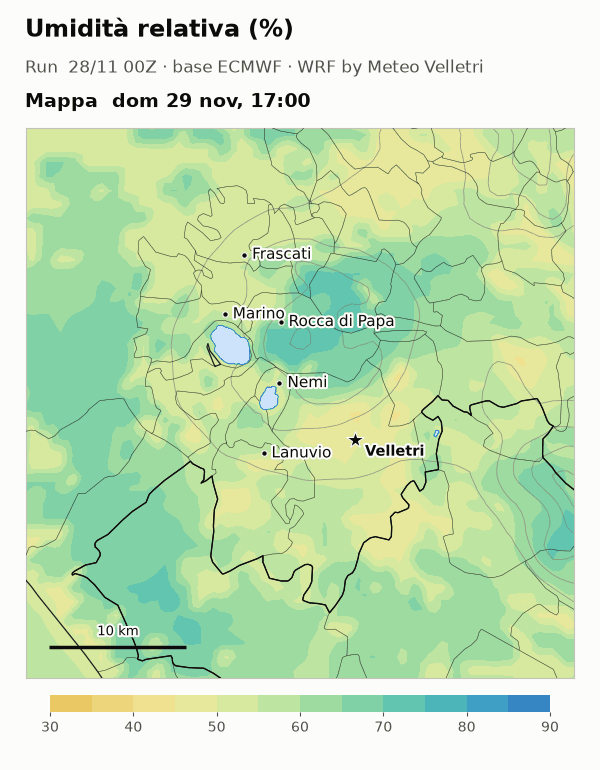 Umidità relativa (%)
Run  28/11 00Z · base ECMWF · WRF by Meteo Velletri
Mappa  dom 29 nov, 17:00
Frascati
Marino
Rocca di Papa
Nemi
Velletri
Lanuvio
10 km
30 40 50 60 70 80 90